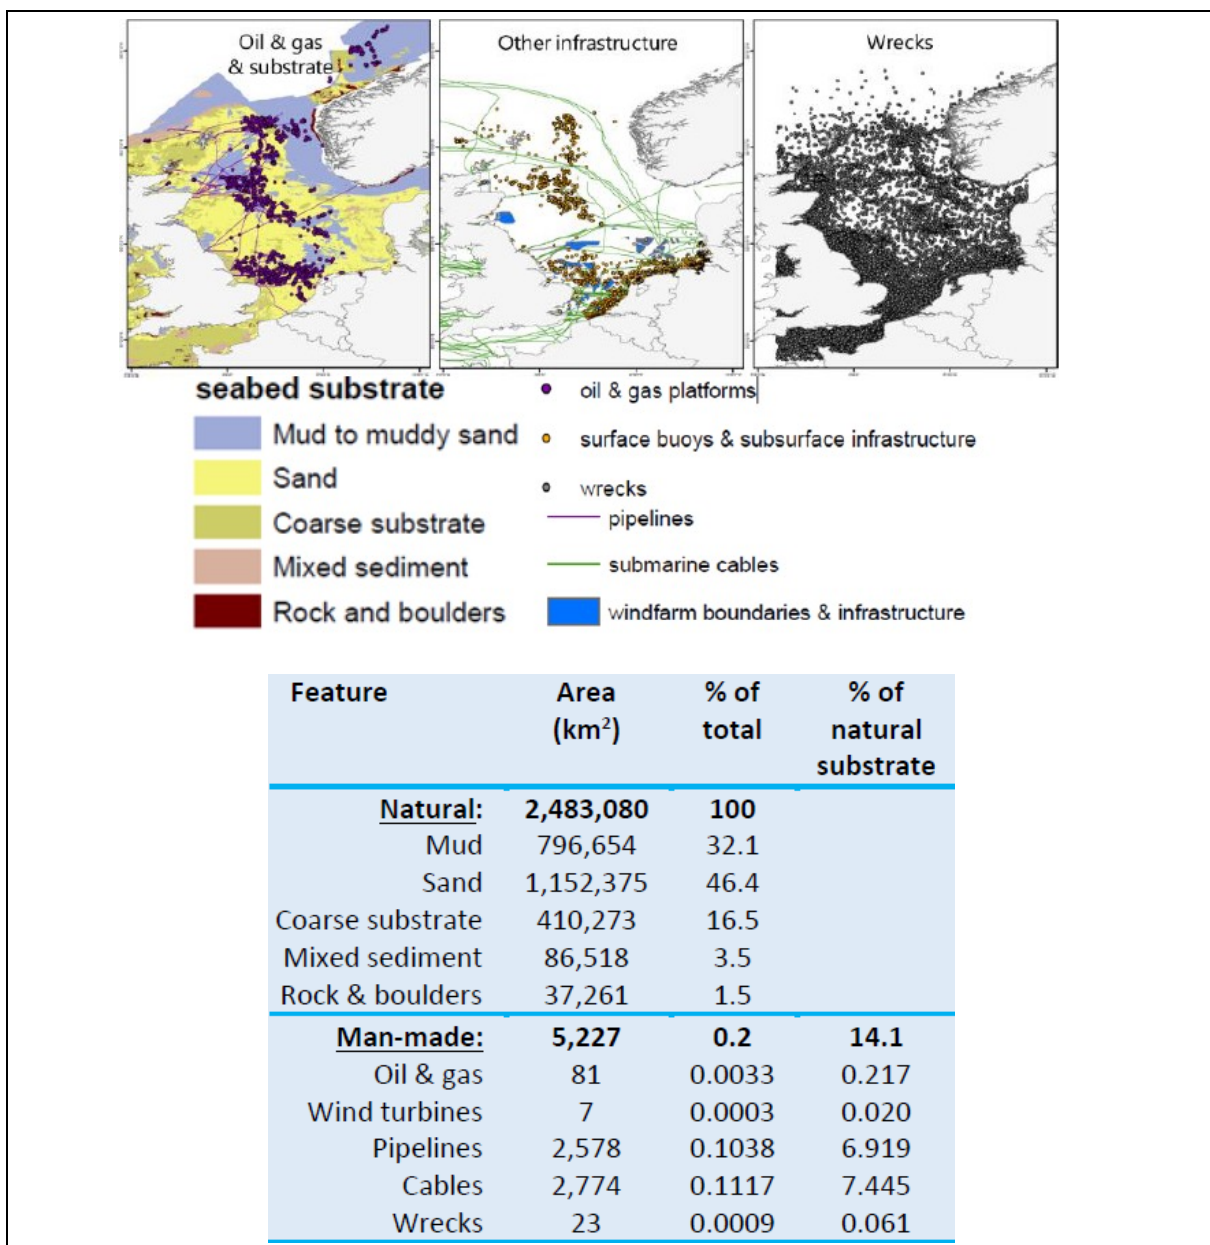 Oil & gas
& substrate
Other infrastructure
Wrecks
seabed substrate
Mud to muddy sand
Sand
Coarse substrate
Mixed sediment
Rock and boulders
oil & gas platforms
surface buoys & subsurface infrastructure
wrecks
pipelines
submarine cables
windfarm boundaries & infrastructure
Feature Area (km²) % of total % of natural substrate
Natural: 2,483,080 100
Mud 796,654 32.1
Sand 1,152,375 46.4
Coarse substrate 410,273 16.5
Mixed sediment 86,518 3.5
Rock & boulders 37,261 1.5
Man-made: 5,227 0.2 14.1
Oil & gas 81 0.0033 0.217
Wind turbines 7 0.0003 0.020
Pipelines 2,578 0.1038 6.919
Cables 2,774 0.1117 7.445
Wrecks 23 0.0009 0.061